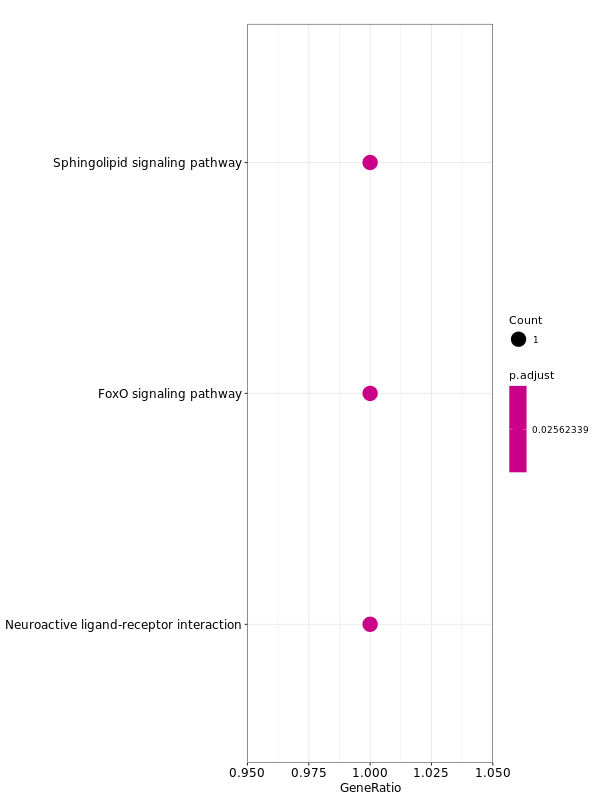 Sphingolipid signaling pathway
FoxO signaling pathway
Neuroactive ligand-receptor interaction
0.950 0.975 1.000 1.025 1.050
GeneRatio
Count
1
p.adjust
0.02562339